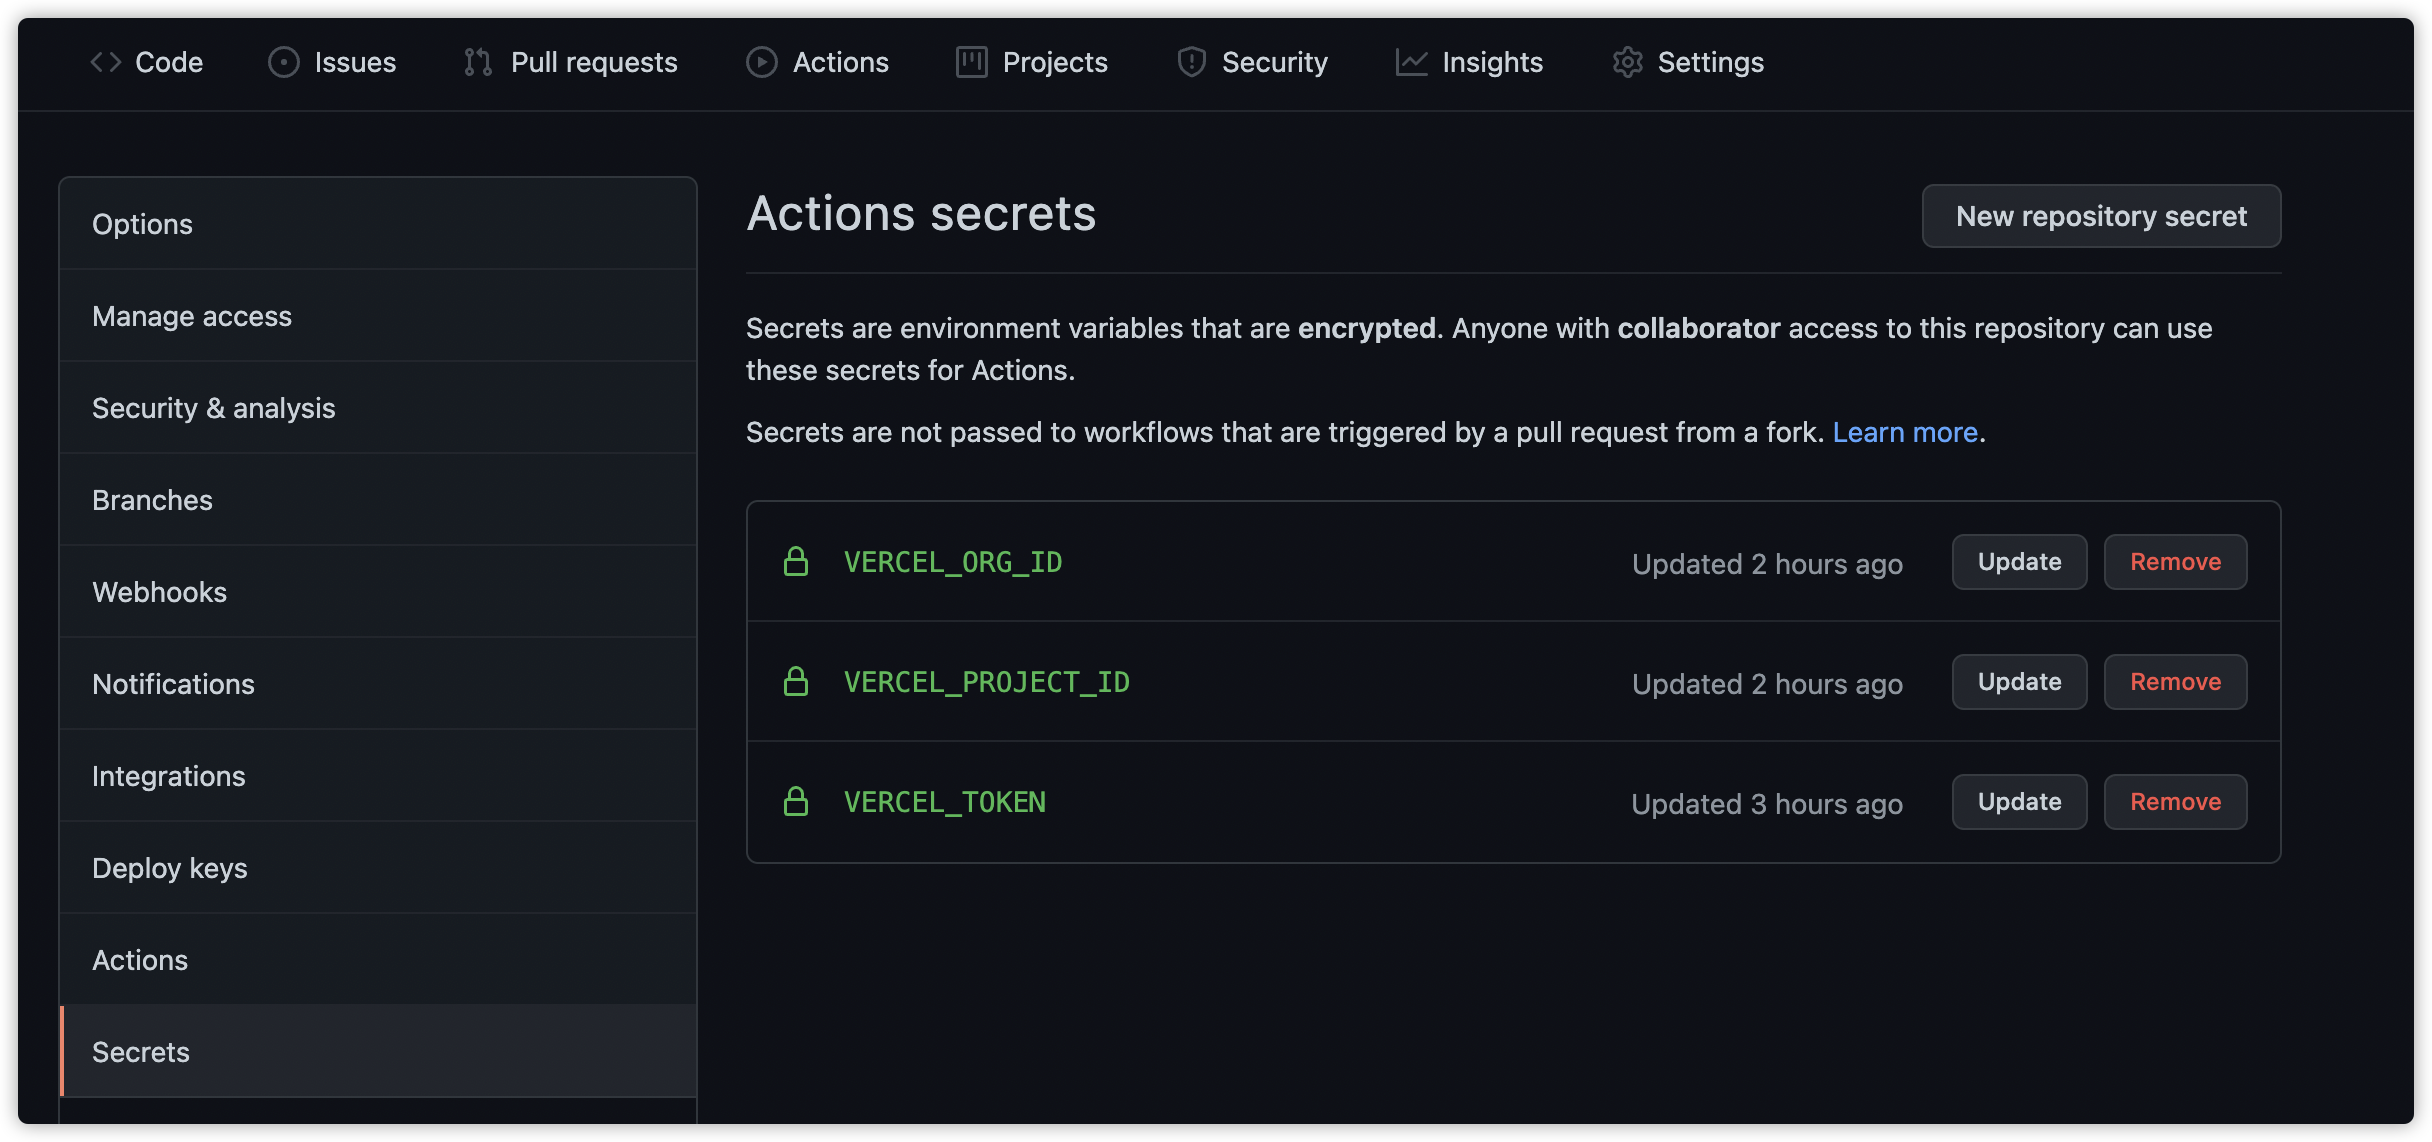 Code Issues Pull requests Actions Projects Security Insights Settings
Options
Manage access
Security & analysis
Branches
Webhooks
Notifications
Integrations
Deploy keys
Actions
Secrets
Actions secrets
New repository secret
Secrets are environment variables that are encrypted. Anyone with collaborator access to this repository can use
these secrets for Actions.
Secrets are not passed to workflows that are triggered by a pull request from a fork. Learn more.
VERCEL_ORG_ID Updated 2 hours ago Update Remove
VERCEL_PROJECT_ID Updated 2 hours ago Update Remove
VERCEL_TOKEN Updated 3 hours ago Update Remove